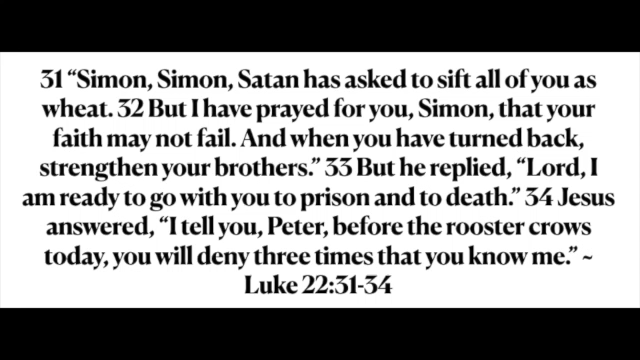 31 “Simon, Simon, Satan has asked to sift all of you as
wheat. 32 But I have prayed for you, Simon, that your
faith may not fail. And when you have turned back,
strengthen your brothers.” 33 But he replied, “Lord, I
am ready to go with you to prison and to death.” 34 Jesus
answered, “I tell you, Peter, before the rooster crows
today, you will deny three times that you know me.” ~
Luke 22:31-34